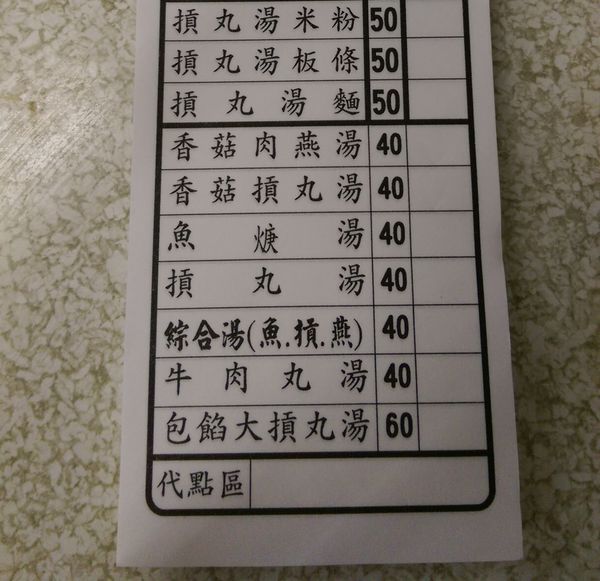 摃丸湯米粉 50
摃丸湯板條 50
摃丸湯麵 50
香菇肉燕湯 40
香菇摃丸湯 40
魚焿湯 40
摃丸湯 40
綜合湯(魚.摃.燕) 40
牛肉丸湯 40
包餡大摃丸湯 60
代點區